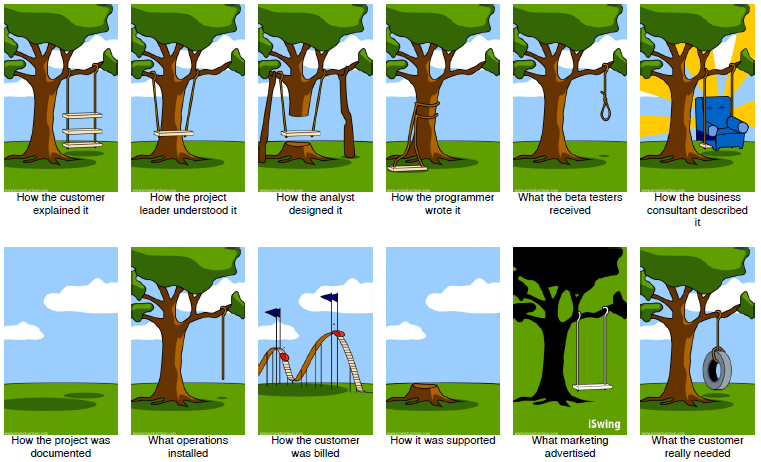 How the customer
explained it
How the project
leader understood it
How the analyst
designed it
How the programmer
wrote it
What the beta testers
received
How the business
consultant described
it
How the project was
documented
What operations
installed
How the customer
was billed
How it was supported
iSwing
What marketing
advertised
What the customer
really needed